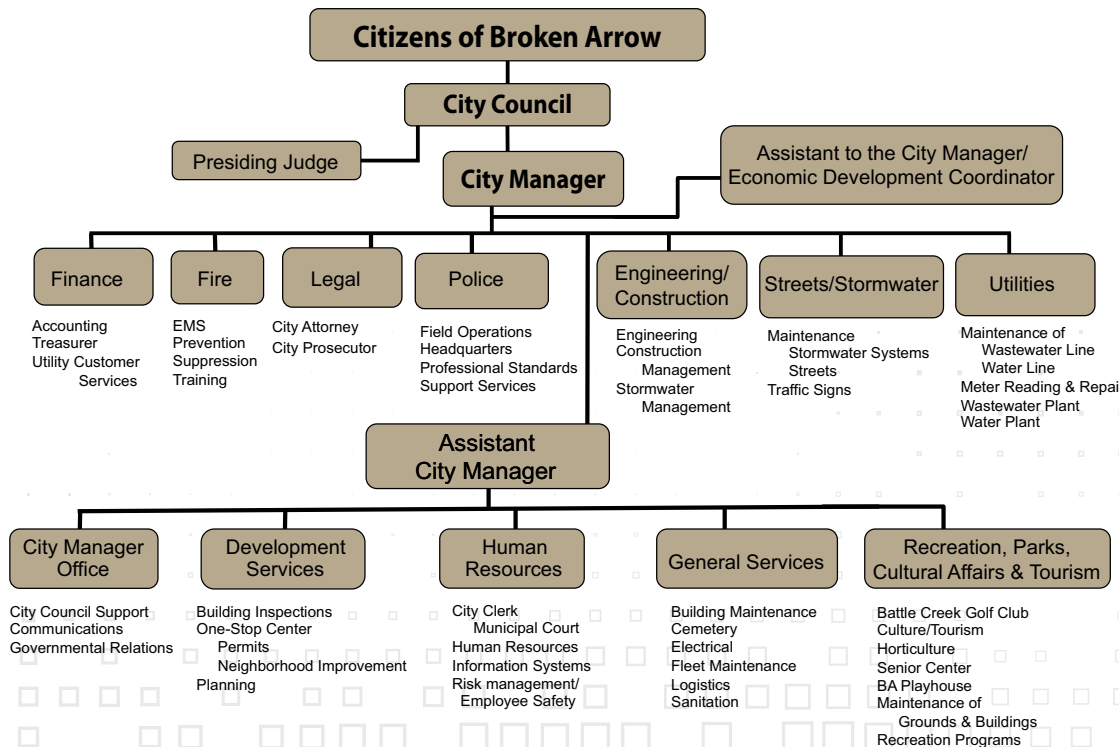 Citizens of Broken Arrow
City Council
Presiding Judge
City Manager
Assistant to the City Manager/
Economic Development Coordinator
Finance
Accounting
Treasurer
Utility Customer
Services
Fire
EMS
Prevention
Suppression
Training
Legal
City Attorney
City Prosecutor
Police
Field Operations
Headquarters
Professional Standards
Support Services
Engineering/
Construction
Engineering
Construction
Management
Stormwater
Management
Streets/Stormwater
Maintenance
Stormwater Systems
Streets
Traffic Signs
Utilities
Maintenance of
Wastewater Line
Water Line
Meter Reading & Repair
Wastewater Plant
Water Plant
Assistant
City Manager
City Manager
Office
City Council Support
Communications
Governmental Relations
Development
Services
Building Inspections
One-Stop Center
Permits
Neighborhood Improvement
Planning
Human
Resources
City Clerk
Municipal Court
Human Resources
Information Systems
Risk management/
Employee Safety
General Services
Building Maintenance
Cemetery
Electrical
Fleet Maintenance
Logistics
Sanitation
Recreation, Parks,
Cultural Affairs & Tourism
Battle Creek Golf Club
Culture/Tourism
Horticulture
Senior Center
BA Playhouse
Maintenance of
Grounds & Buildings
Recreation Programs